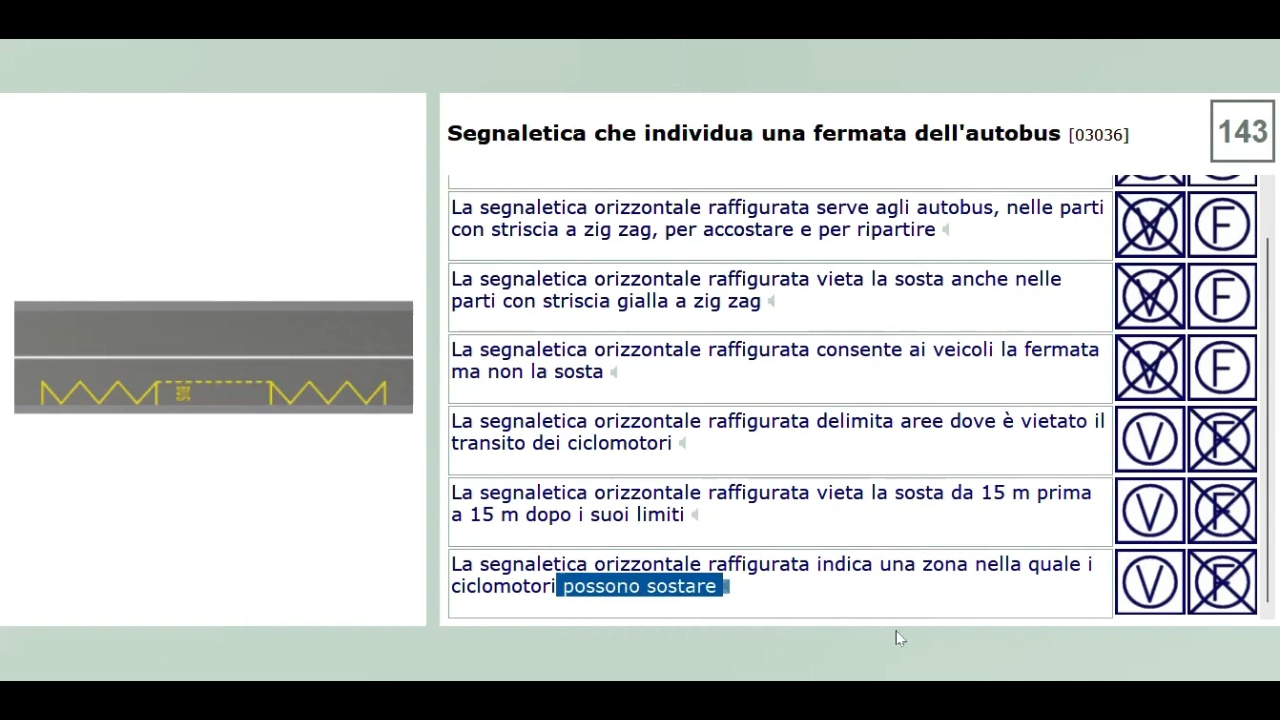 Segnaletica che individua una fermata dell'autobus [03036]
143
La segnaletica orizzontale raffigurata serve agli autobus, nelle parti
con striscia a zig zag, per accostare e per ripartire
V F
La segnaletica orizzontale raffigurata vieta la sosta anche nelle
parti con striscia gialla a zig zag
V F
La segnaletica orizzontale raffigurata consente ai veicoli la fermata
ma non la sosta
V F
La segnaletica orizzontale raffigurata delimita aree dove è vietato il
transito dei ciclomotori
V F
La segnaletica orizzontale raffigurata vieta la sosta da 15 m prima
a 15 m dopo i suoi limiti
V F
La segnaletica orizzontale raffigurata indica una zona nella quale i
ciclomotori possono sostare
V F